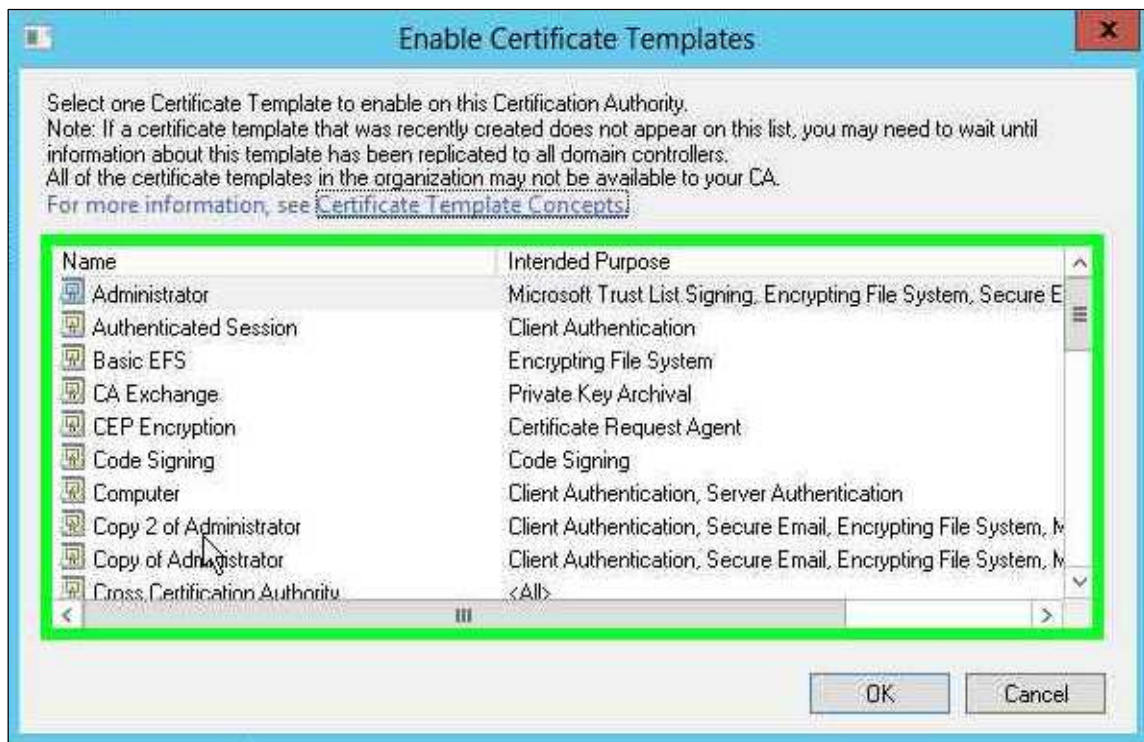 Enable Certificate Templates
Select one Certificate Template to enable on this Certification Authority.
Note: If a certificate template that was recently created does not appear on this list, you may need to wait until
information about this template has been replicated to all domain controllers.
All of the certificate templates in the organization may not be available to your CA.
For more information, see Certificate Template Concepts.
Name Intended Purpose
Administrator Microsoft Trust List Signing, Encrypting File System, Secure E
Authenticated Session Client Authentication
Basic EFS Encrypting File System
CA Exchange Private Key Archival
CEP Encryption Certificate Request Agent
Code Signing Code Signing
Computer Client Authentication, Server Authentication
Copy 2 of Administrator Client Authentication, Secure Email, Encrypting File System, M
Copy of Administrator Client Authentication, Secure Email, Encrypting File System, M
Cross Certification Authority <All>
OK Cancel